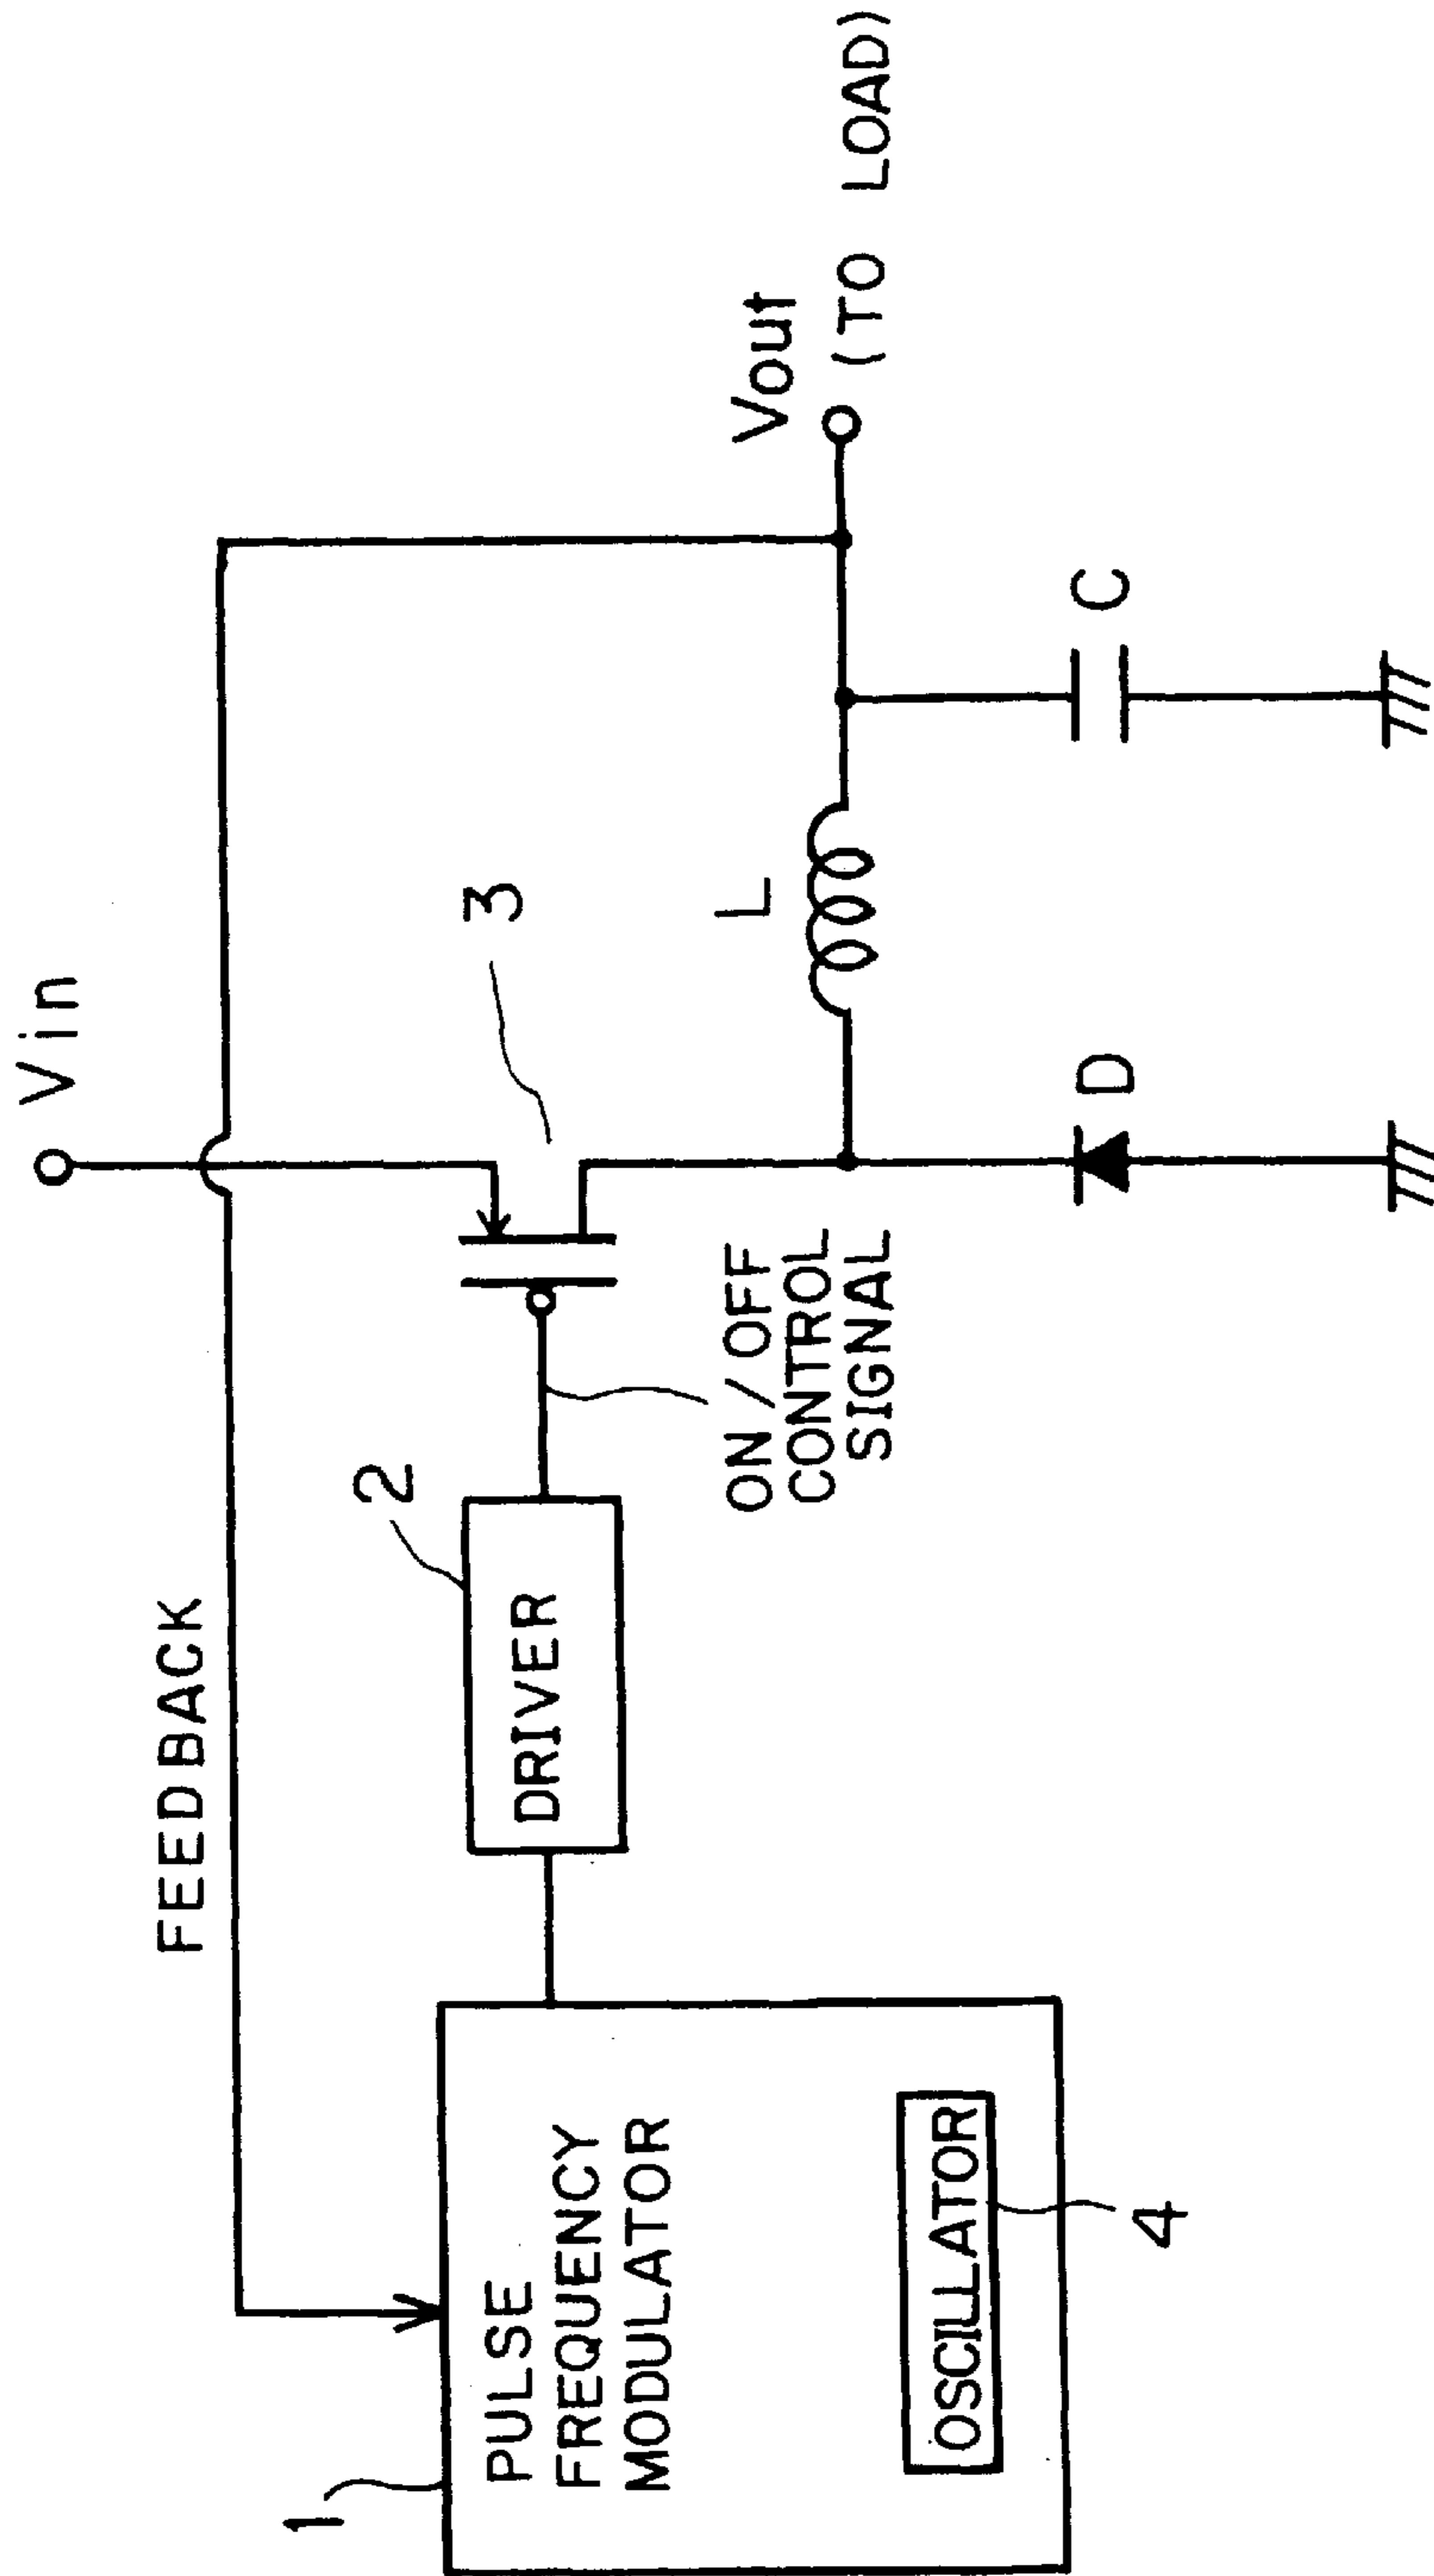 Vin
FEEDBACK
1
PULSE
FREQUENCY
MODULATOR
OSCILLATOR
4
2
DRIVER
3
ON/OFF
CONTROL
SIGNAL
L
D
C
Vout
(TO LOAD)